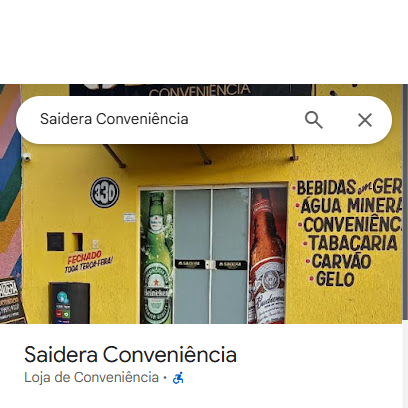 CONVENIÊNCIA
Saidera Conveniência
330
FECHADO
TODA TERÇA-FEIRA!
Heineken
Budweiser
BEBIDAS em GER
• ÁGUA MINERA
• CONVENIÊNC
• TABACARIA
• CARVÃO
• GELO
Saidera Conveniência
Loja de Conveniência •